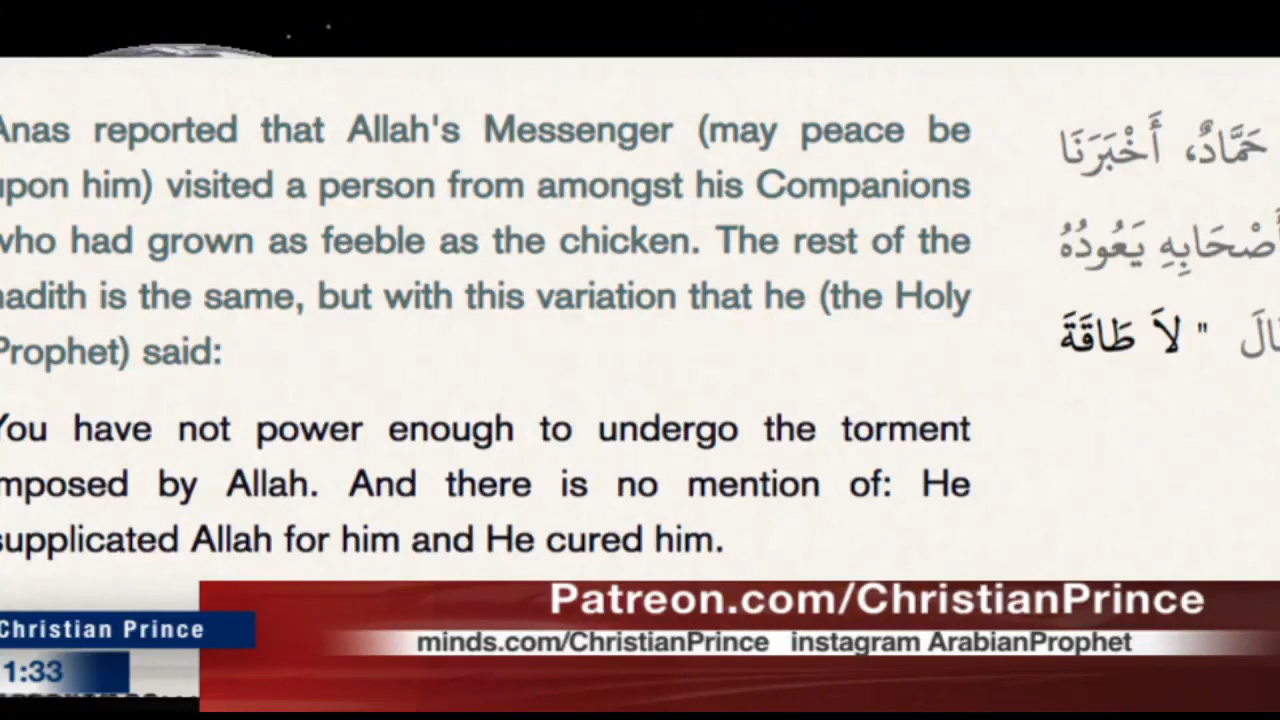 Anas reported that Allah's Messenger (may peace be
upon him) visited a person from amongst his Companions
who had grown as feeble as the chicken. The rest of the
hadith is the same, but with this variation that he (the Holy
Prophet) said:
You have not power enough to undergo the torment
imposed by Allah. And there is no mention of: He
supplicated Allah for him and He cured him.
حَمَّادٌ، أَخْبَرَنَا
أَصْحَابِهِ يَعُودُهُ
" لاَ طَاقَةَ
Patreon.com/ChristianPrince
Christian Prince
minds.com/ChristianPrince instagram ArabianProphet
1:33